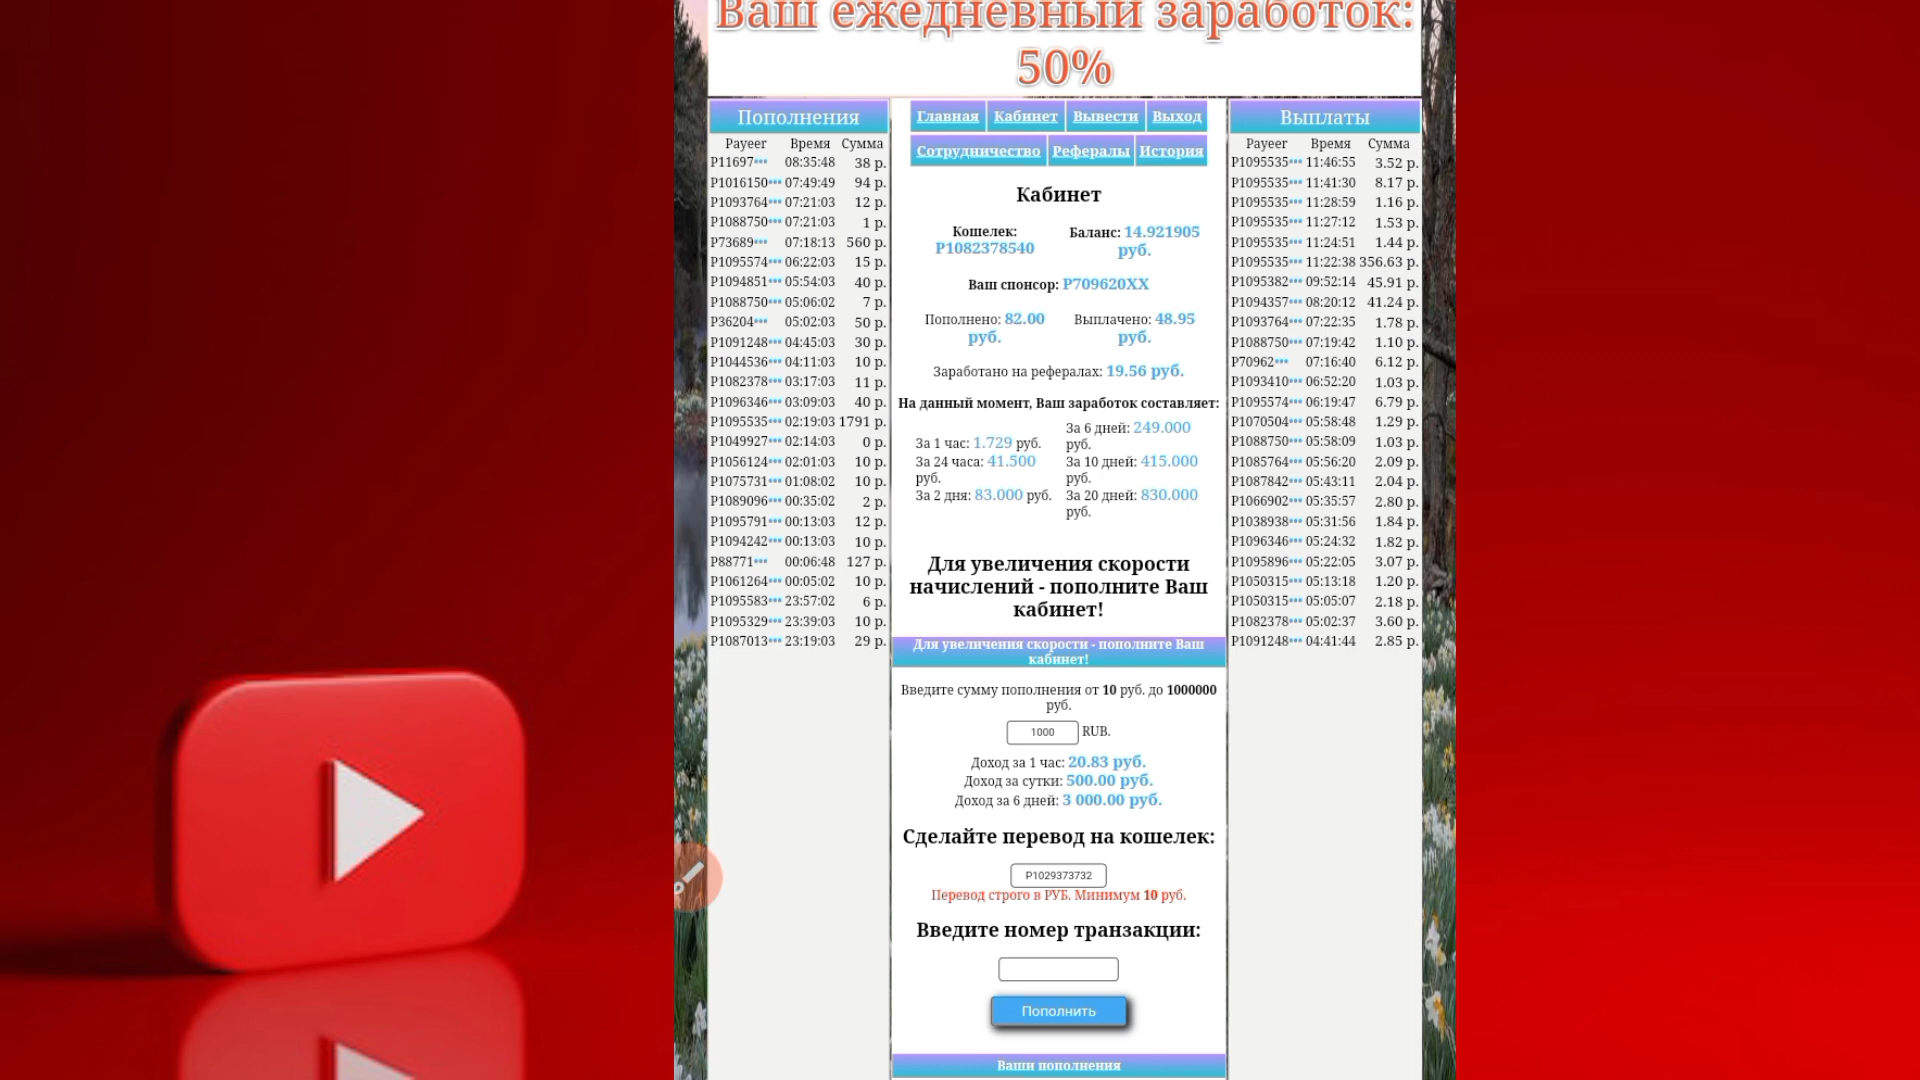 Ваш ежедневный заработок:
50%
Пополнения
Payeer Время Сумма
P11697*** 08:35:48 38 р.
P1016150*** 07:49:49 94 р.
P1093764*** 07:21:03 12 р.
P1088750*** 07:21:03 1 р.
P73689*** 07:18:13 560 р.
P1095574*** 06:22:03 15 р.
P1094851*** 05:54:03 40 р.
P1088750*** 05:06:02 7 р.
P36204*** 05:02:03 50 р.
P1091248*** 04:45:03 30 р.
P1044536*** 04:11:03 10 р.
P1082378*** 03:17:03 11 р.
P1096346*** 03:09:03 40 р.
P1095535*** 02:19:03 1791 р.
P1049927*** 02:14:03 0 р.
P1056124*** 02:01:03 10 р.
P1075731*** 01:08:02 10 р.
P1089096*** 00:35:02 2 р.
P1095791*** 00:13:03 12 р.
P1094242*** 00:13:03 10 р.
P88771*** 00:06:48 127 р.
P1061264*** 00:05:02 10 р.
P1095583*** 23:57:02 6 р.
P1095329*** 23:39:03 10 р.
P1087013*** 23:19:03 29 р.
Главная Кабинет Вывести Выход
Сотрудничество Рефералы История
Кабинет
Кошелек:
P1082378540
Баланс: 14.921905
руб.
Ваш спонсор: P709620XX
Пополнено: 82.00
руб.
Выплачено: 48.95
руб.
Заработано на рефералах: 19.56 руб.
На данный момент, Ваш заработок составляет:
За 1 час: 1.729 руб.
За 24 часа: 41.500
руб.
За 2 дня: 83.000 руб.
За 6 дней: 249.000
руб.
За 10 дней: 415.000
руб.
За 20 дней: 830.000
руб.
Для увеличения скорости
начислений - пополните Ваш
кабинет!
Для увеличения скорости - пополните Ваш
кабинет!
Введите сумму пополнения от 10 руб. до 1000000
руб.
1000 RUB.
Доход за 1 час: 20.83 руб.
Доход за сутки: 500.00 руб.
Доход за 6 дней: 3 000.00 руб.
Сделайте перевод на кошелек:
P1029373732
Перевод строго в РУБ. Минимум 10 руб.
Введите номер транзакции:
Пополнить
Ваши пополнения
Выплаты
Payeer Время Сумма
P1095535*** 11:46:55 3.52 р.
P1095535*** 11:41:30 8.17 р.
P1095535*** 11:28:59 1.16 р.
P1095535*** 11:27:12 1.53 р.
P1095535*** 11:24:51 1.44 р.
P1095535*** 11:22:38 356.63 р.
P1095382*** 09:52:14 45.91 р.
P1094357*** 08:20:12 41.24 р.
P1093764*** 07:22:35 1.78 р.
P1088750*** 07:19:42 1.10 р.
P70962*** 07:16:40 6.12 р.
P1093410*** 06:52:20 1.03 р.
P1095574*** 06:19:47 6.79 р.
P1070504*** 05:58:48 1.29 р.
P1088750*** 05:58:09 1.03 р.
P1085764*** 05:56:20 2.09 р.
P1087842*** 05:43:11 2.04 р.
P1066902*** 05:35:57 2.80 р.
P1038938*** 05:31:56 1.84 р.
P1096346*** 05:24:32 1.82 р.
P1095896*** 05:22:05 3.07 р.
P1050315*** 05:13:18 1.20 р.
P1050315*** 05:05:07 2.18 р.
P1082378*** 05:02:37 3.60 р.
P1091248*** 04:41:44 2.85 р.